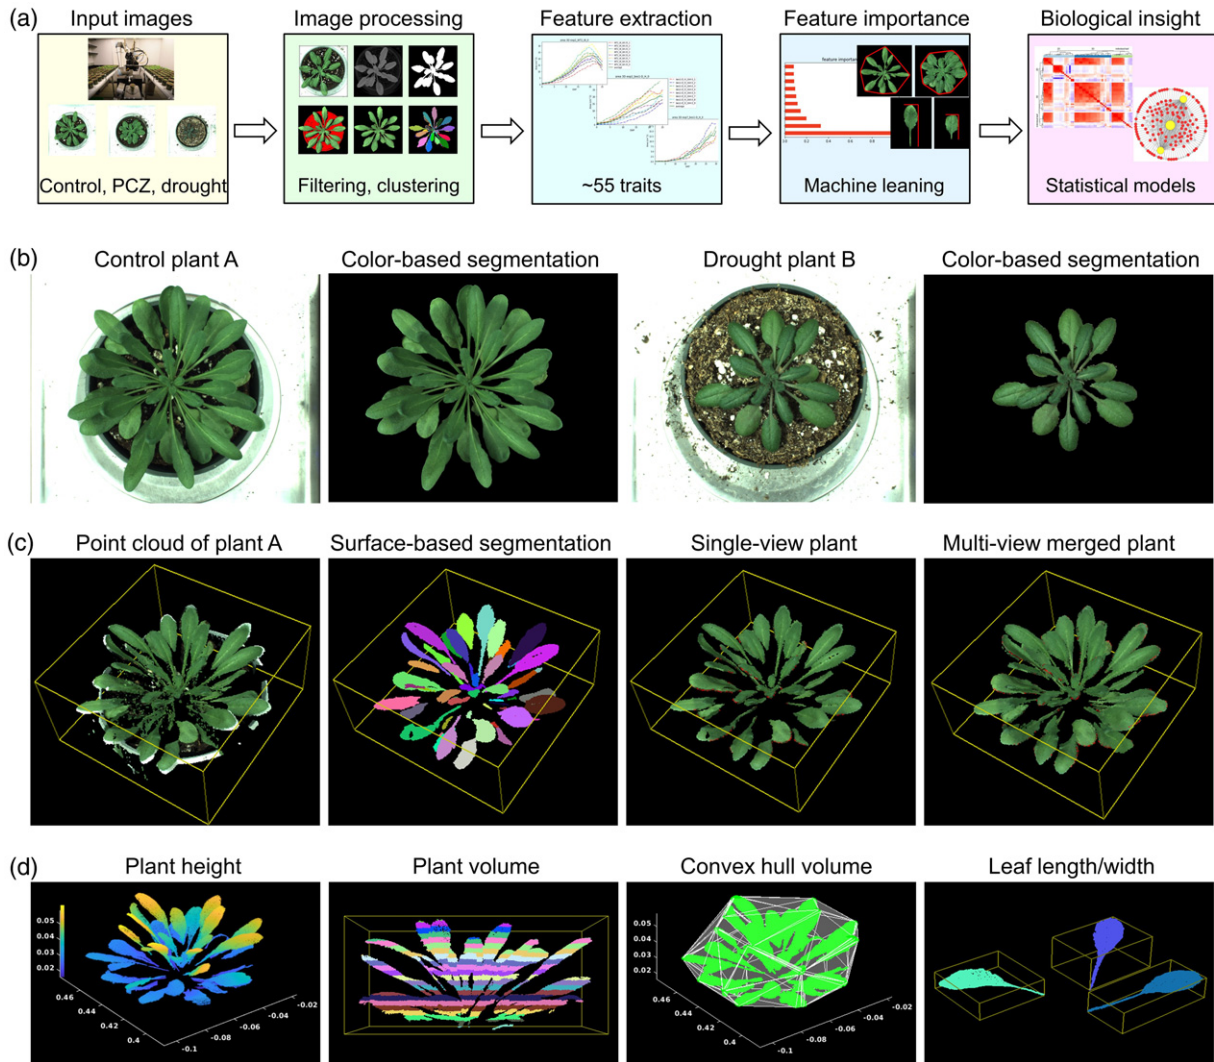 (a)
Input images
Image processing
Feature extraction
Feature importance
Biological insight
feature importance
Control, PCZ, drought
Filtering, clustering
~55 traits
Machine leaning
Statistical models
(b)
Control plant A
Color-based segmentation
Drought plant B
Color-based segmentation
(c)
Point cloud of plant A
Surface-based segmentation
Single-view plant
Multi-view merged plant
(d)
Plant height
Plant volume
Convex hull volume
Leaf length/width
0.05
0.04
0.03
0.02
0.46
0.44
0.42
0.4
-0.1
-0.08
-0.06
-0.04
-0.02
0.05
0.04
0.03
0.02
0.46
0.44
0.42
0.4
-0.1
-0.08
-0.06
-0.04
-0.02